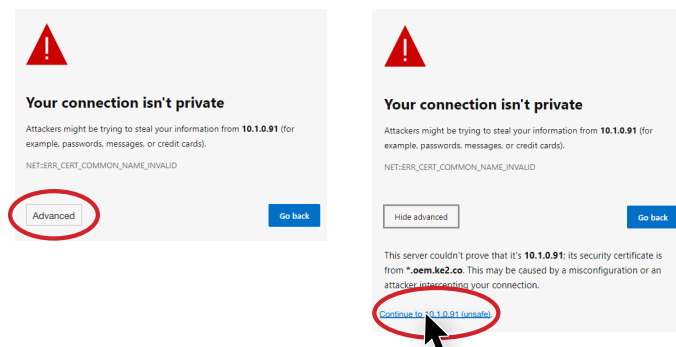 Your connection isn't private
Attackers might be trying to steal your information from 10.1.0.91 (for
example, passwords, messages, or credit cards).
NET::ERR_CERT_COMMON_NAME_INVALID
Advanced
Go back
Your connection isn't private
Attackers might be trying to steal your information from 10.1.0.91 (for
example, passwords, messages, or credit cards).
NET::ERR_CERT_COMMON_NAME_INVALID
Hide advanced
Go back
This server couldn't prove that it's 10.1.0.91; its security certificate is
from *.oem.ke2.co. This may be caused by a misconfiguration or an
attacker intercepting your connection.
Continue to 10.1.0.91 (unsafe).